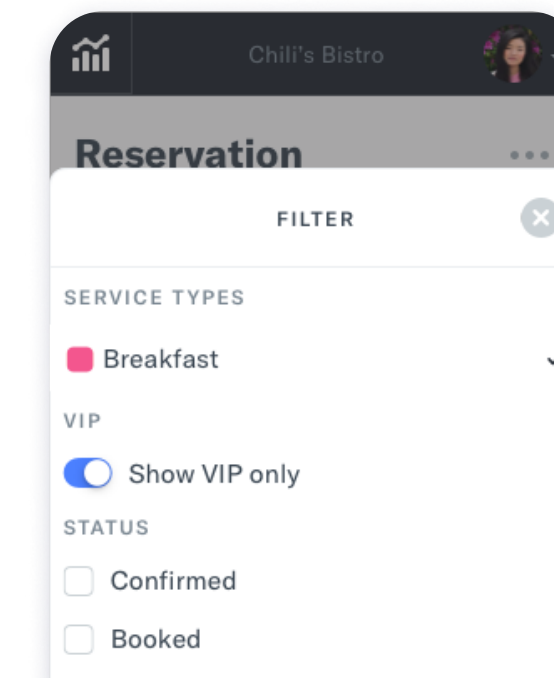 Chili's Bistro
Reservation
FILTER
SERVICE TYPES
Breakfast
VIP
Show VIP only
STATUS
Confirmed
Booked